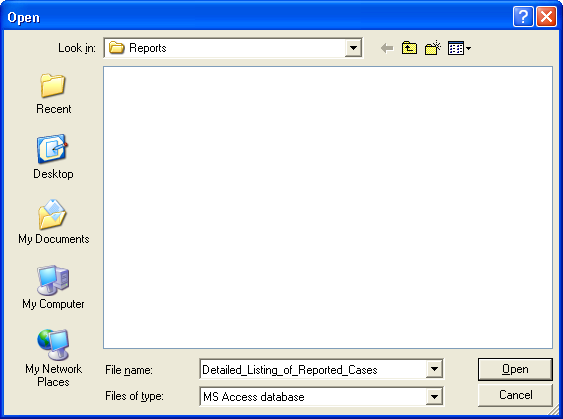 Open
Look in:
Reports
Recent
Desktop
My Documents
My Computer
My Network
Places
File name:
Detailed_Listing_of_Reported_Cases
Open
Files of type:
MS Access database
Cancel